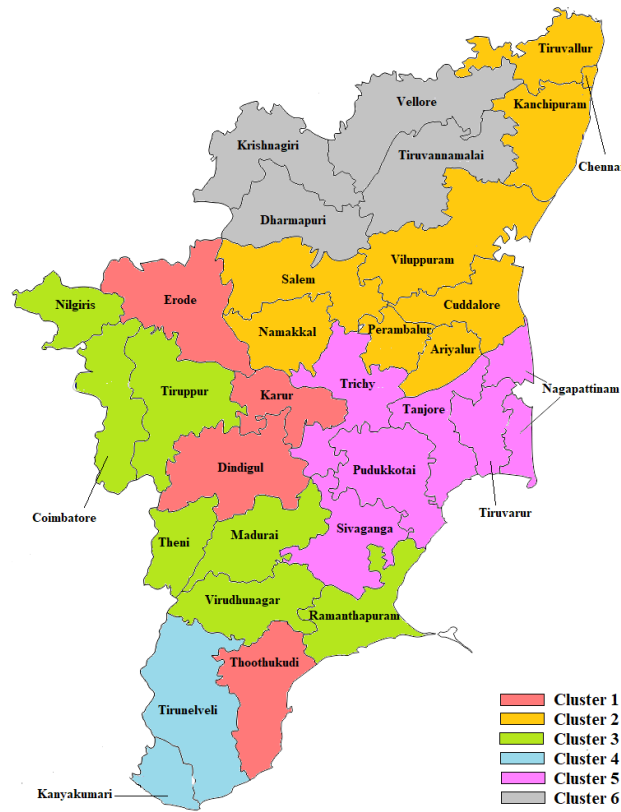 Tiruvallur
Vellore
Kanchipuram
Krishnagiri
Tiruvannamalai
Chennai
Dharmapuri
Viluppuram
Salem
Nilgiris
Erode
Cuddalore
Namakkal
Perambalur
Ariyalur
Trichy
Nagapattinam
Tiruppur
Karur
Tanjore
Dindigul
Pudukkotai
Tiruvarur
Coimbatore
Sivaganga
Madurai
Theni
Virudhunagar
Ramanthapuram
Thoothukudi
Tirunelveli
Kanyakumari
Cluster 1
Cluster 2
Cluster 3
Cluster 4
Cluster 5
Cluster 6